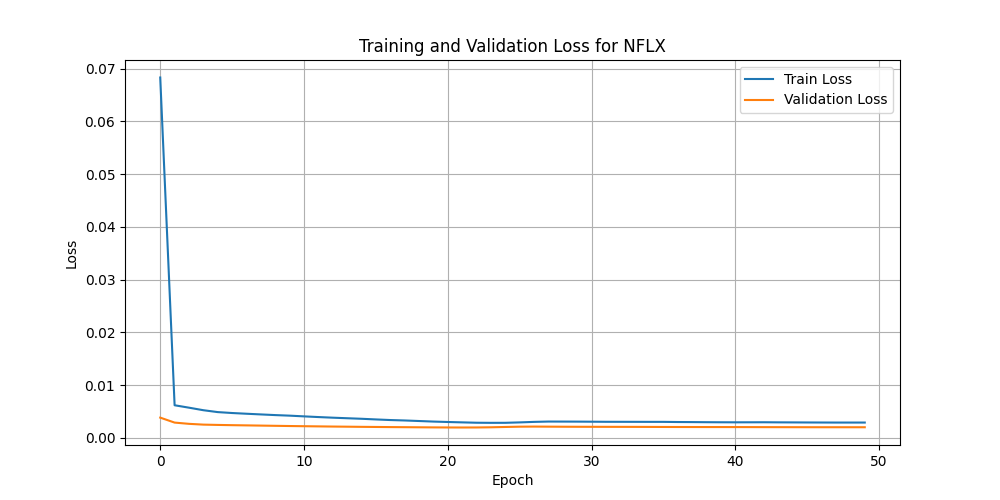 Training and Validation Loss for NFLX
Train Loss
Validation Loss
Loss
0.07
0.06
0.05
0.04
0.03
0.02
0.01
0.00
0 10 20 30 40 50
Epoch